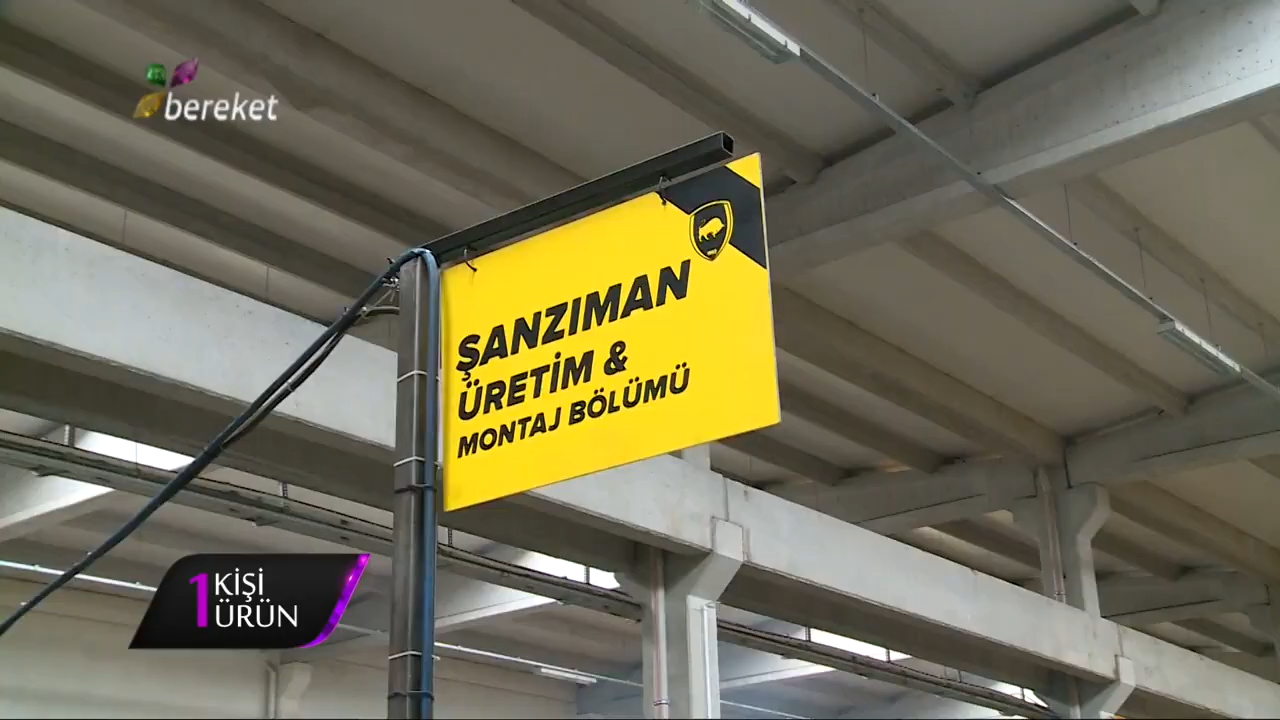 bereket
ŞANZIMAN
ÜRETİM &
MONTAJ BÖLÜMÜ
1 KİŞİ
ÜRÜN